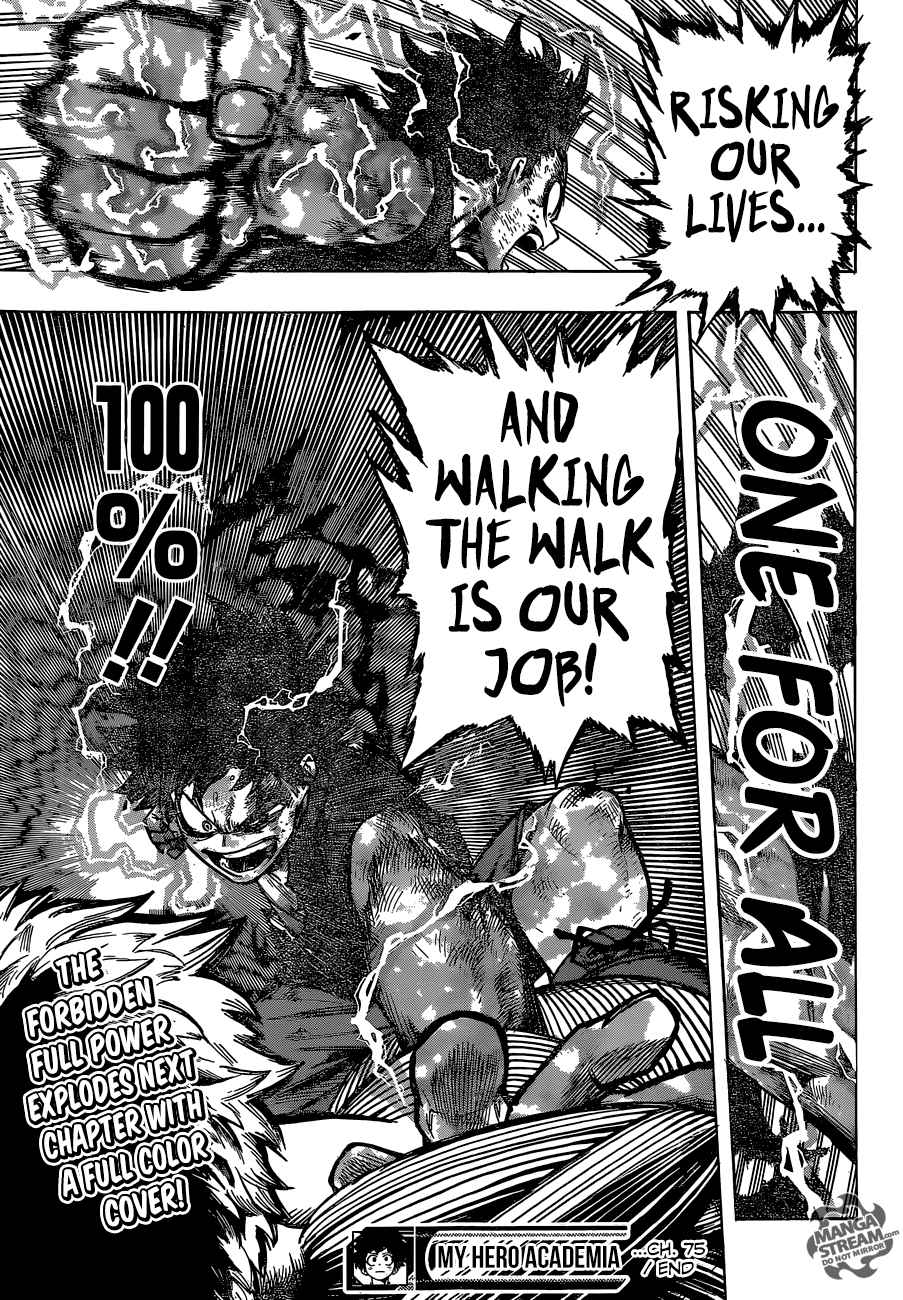 RISKING
OUR
LIVES...
ONE FOR ALL
AND
WALKING
THE WALK
IS OUR
JOB!
100
%
!!
THE
FORBIDDEN
FULL POWER
EXPLODES NEXT
CHAPTER WITH
A FULL COLOR
COVER!
MY HERO ACADEMIA
...CH. 75
/ END
MANGA
STREAM.com
DO NOT MIRROR